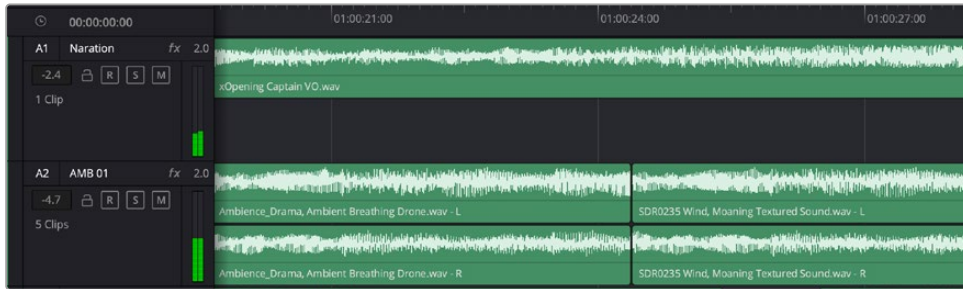 00:00:00:00 01:00:21:00 01:00:24:00 01:00:27:00
A1 Naration fx 2.0
-2.4 R S M
xOpening Captain VO.wav
1 Clip
A2 AMB 01 fx 2.0
-4.7 R S M
Ambience_Drama, Ambient Breathing Drone.wav - L SDR0235 Wind, Moaning Textured Sound.wav - L
5 Clips
Ambience_Drama, Ambient Breathing Drone.wav - R SDR0235 Wind, Moaning Textured Sound.wav - R